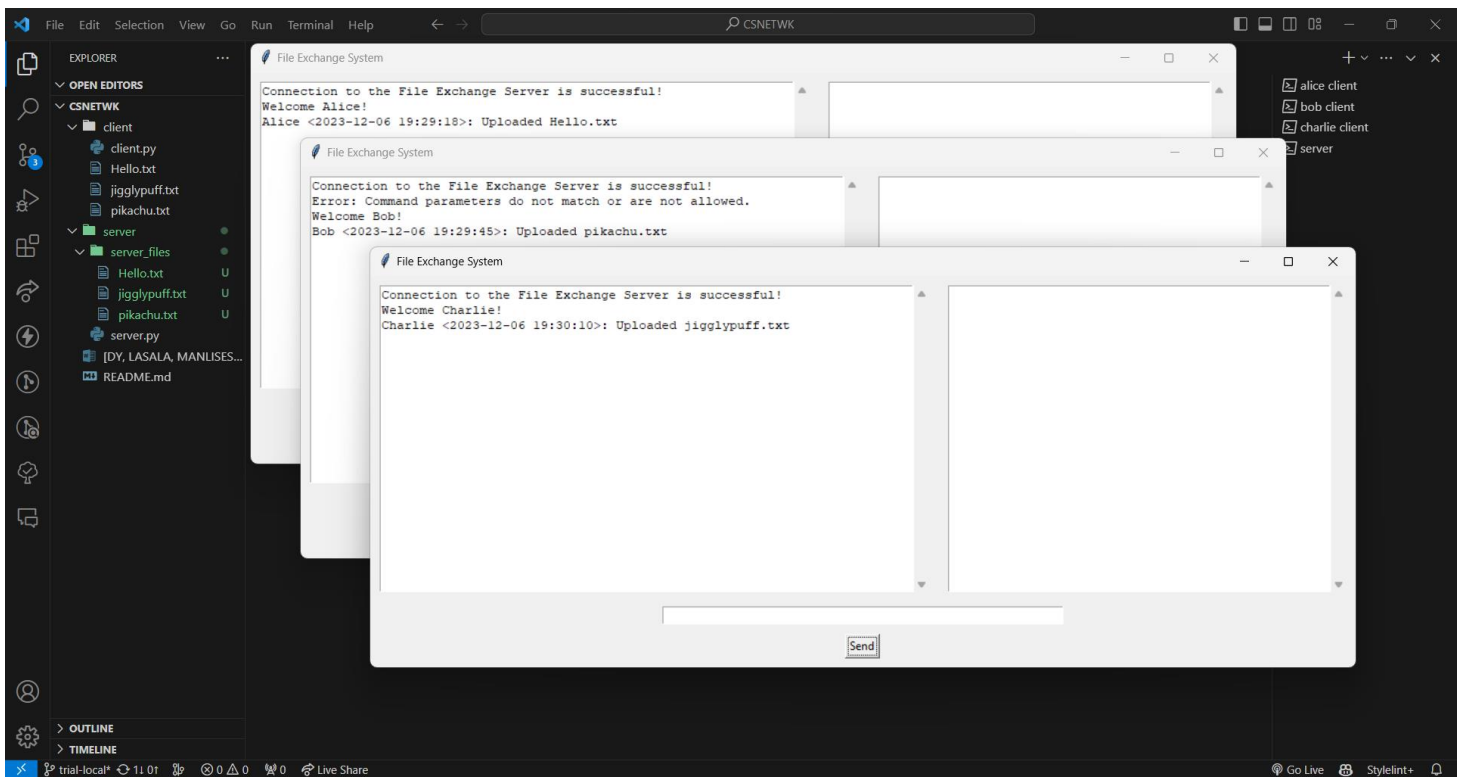 File Edit Selection View Go Run Terminal Help
CSNETWK
EXPLORER
OPEN EDITORS
CSNETWK
client
client.py
Hello.txt
jigglypuff.txt
pikachu.txt
server
server_files
Hello.txt U
jigglypuff.txt U
pikachu.txt U
server.py
[DY, LASALA, MANLISES...
README.md
OUTLINE
TIMELINE
3
File Exchange System
Connection to the File Exchange Server is successful!
Welcome Alice!
Alice <2023-12-06 19:29:18>: Uploaded Hello.txt
File Exchange System
Connection to the File Exchange Server is successful!
Error: Command parameters do not match or are not allowed.
Welcome Bob!
Bob <2023-12-06 19:29:45>: Uploaded pikachu.txt
File Exchange System
Connection to the File Exchange Server is successful!
Welcome Charlie!
Charlie <2023-12-06 19:30:10>: Uploaded jigglypuff.txt
Send
alice client
bob client
charlie client
server
trial-local* 1↓ 0↑ 0 0 0 Live Share
Go Live Stylelint+